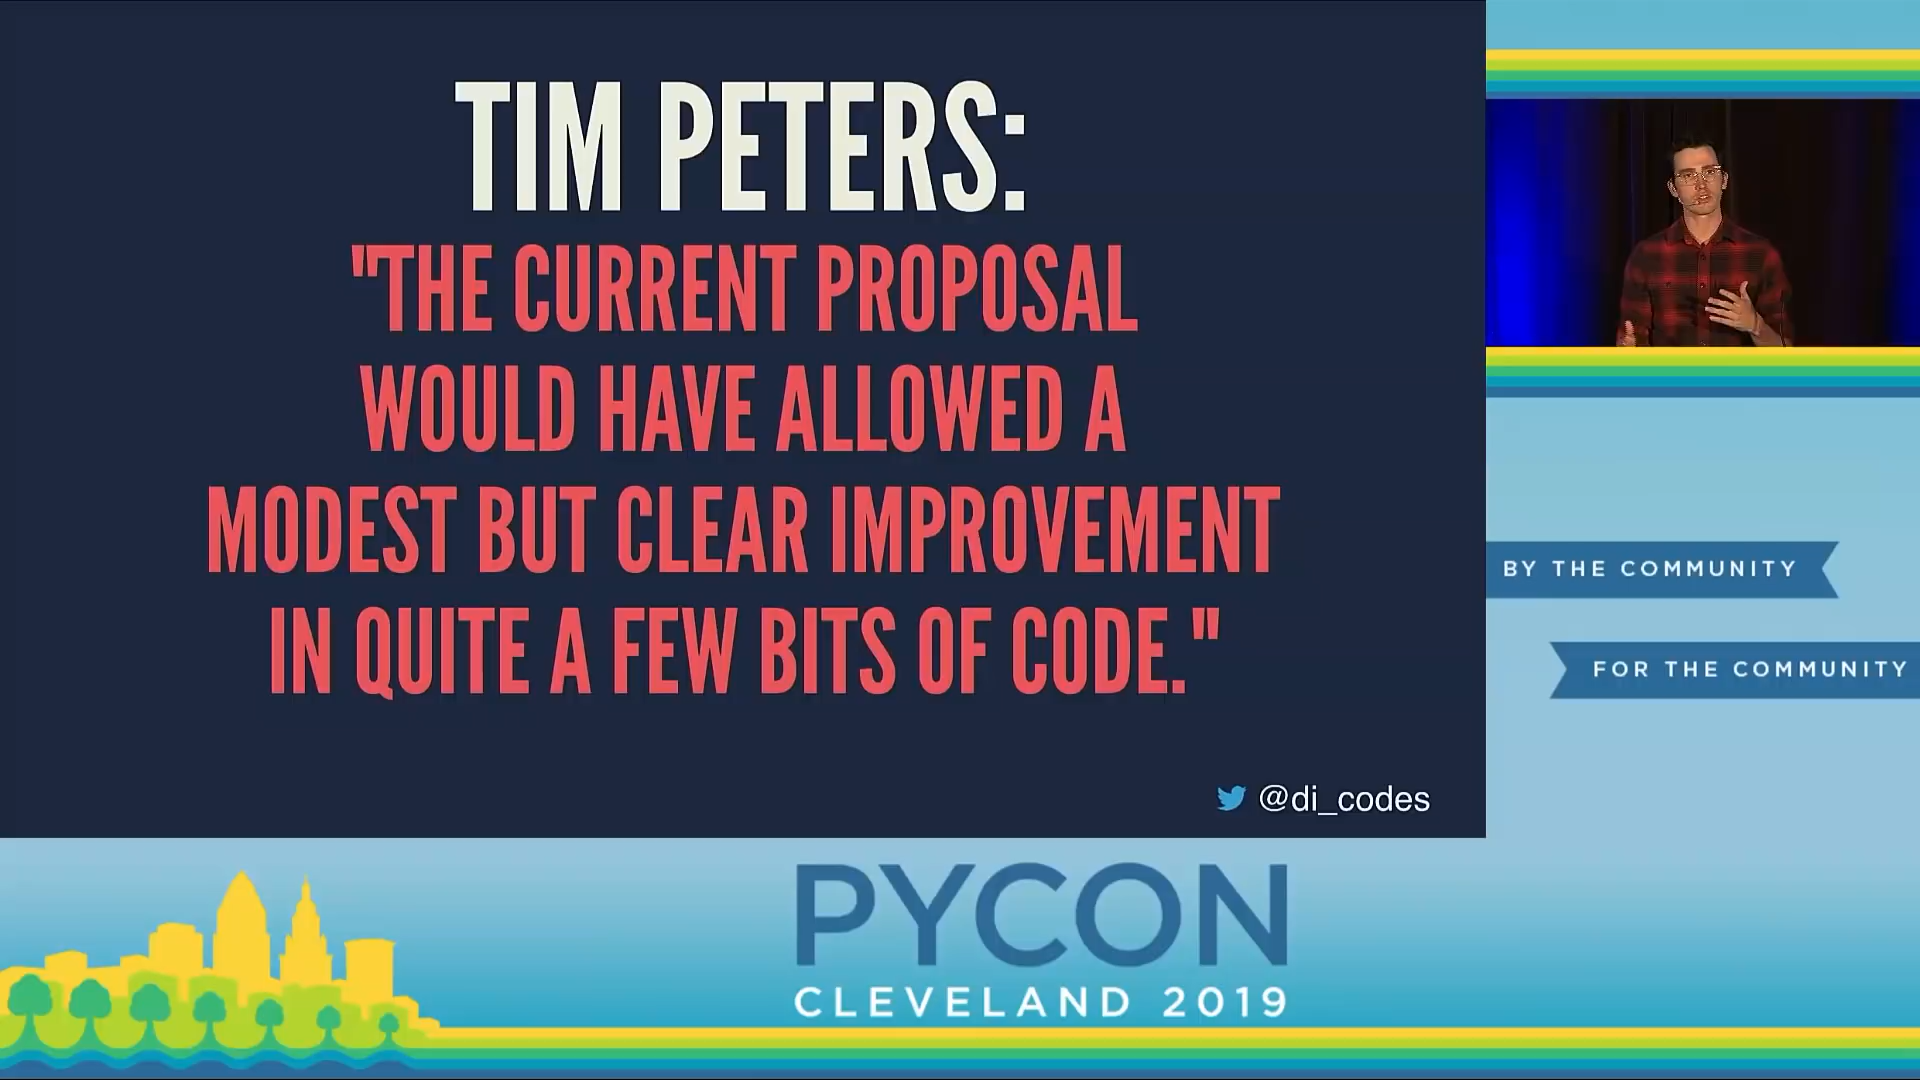 TIM PETERS:
"THE CURRENT PROPOSAL
WOULD HAVE ALLOWED A
MODEST BUT CLEAR IMPROVEMENT
IN QUITE A FEW BITS OF CODE."
@di_codes
BY THE COMMUNITY
FOR THE COMMUNITY
PYCON
CLEVELAND 2019